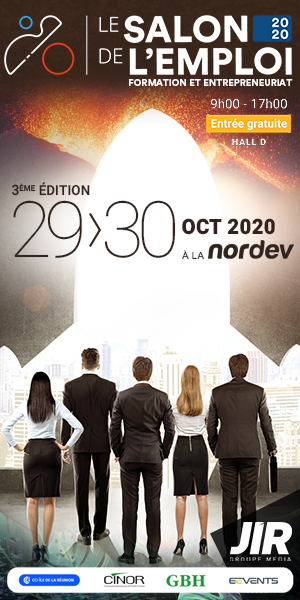 LE SALON 2020
DE L'EMPLOI
FORMATION ET ENTREPRENEURIAT
9h00 - 17h00
Entrée gratuite
HALL D
3ÈME ÉDITION
29>30 OCT 2020
À LA nordev
JIR
GROUPE MEDIA
CCI ÎLE DE LA RÉUNION
CINOR
GBH
EEVENTS